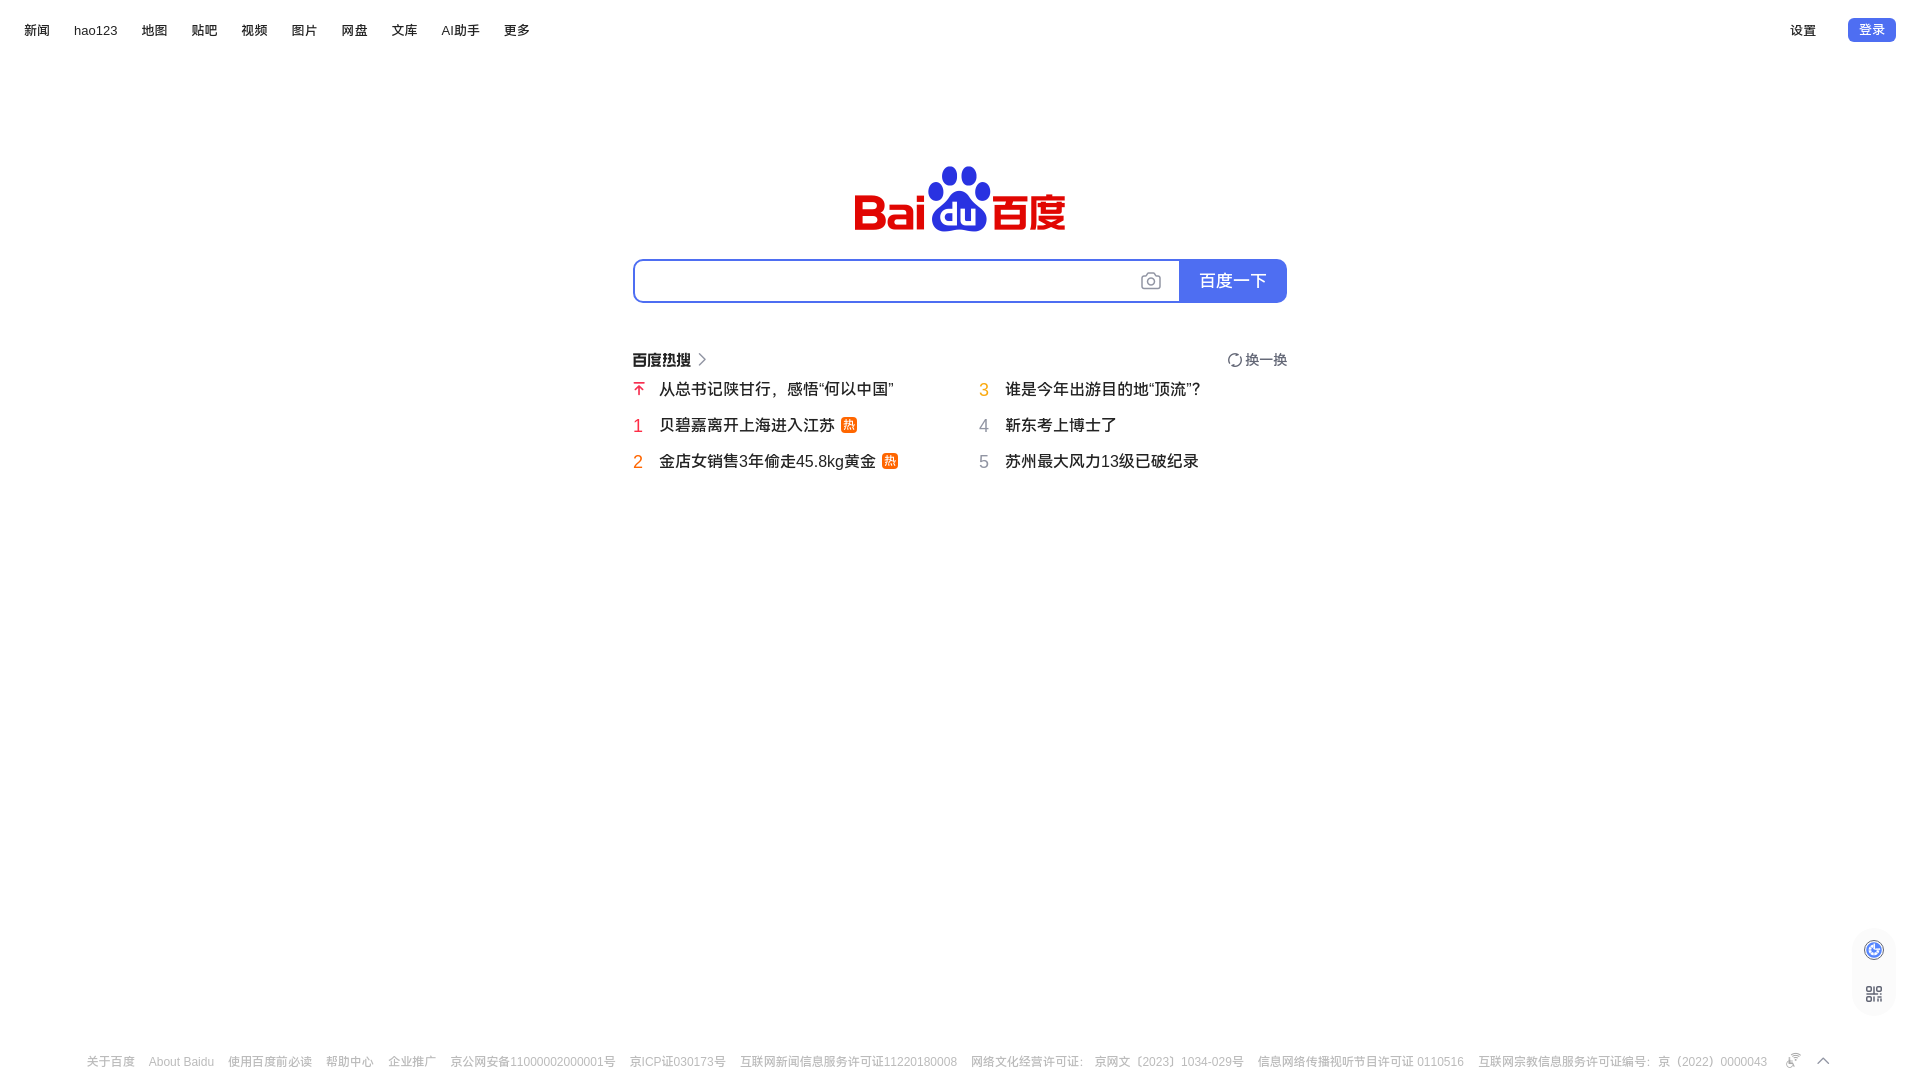 新闻 hao123 地图 贴吧 视频 图片 网盘 文库 AI助手 更多 设置 登录
Bai du 百度
百度一下
百度热搜 换一换
从总书记陕甘行，感悟“何以中国”
1 贝碧嘉离开上海进入江苏 热
2 金店女销售3年偷走45.8kg黄金 热
3 谁是今年出游目的地“顶流”？
4 靳东考上博士了
5 苏州最大风力13级已破纪录
关于百度 About Baidu 使用百度前必读 帮助中心 企业推广 京公网安备11000002000001号 京ICP证030173号 互联网新闻信息服务许可证11220180008 网络文化经营许可证： 京网文〔2023〕1034-029号 信息网络传播视听节目许可证 0110516 互联网宗教信息服务许可证编号：京（2022）0000043